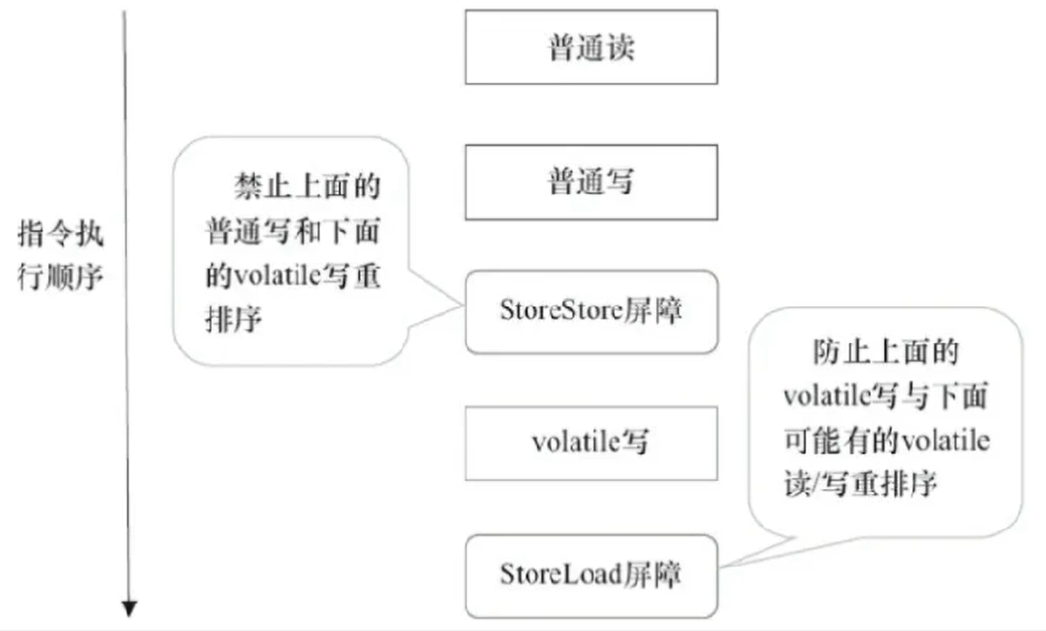 普通读
普通写
禁止上面的
普通写和下面
的volatile写重
排序
指令执
行顺序
StoreStore屏障
防止上面的
volatile写与下面
可能有的volatile
读/写重排序
volatile写
StoreLoad屏障